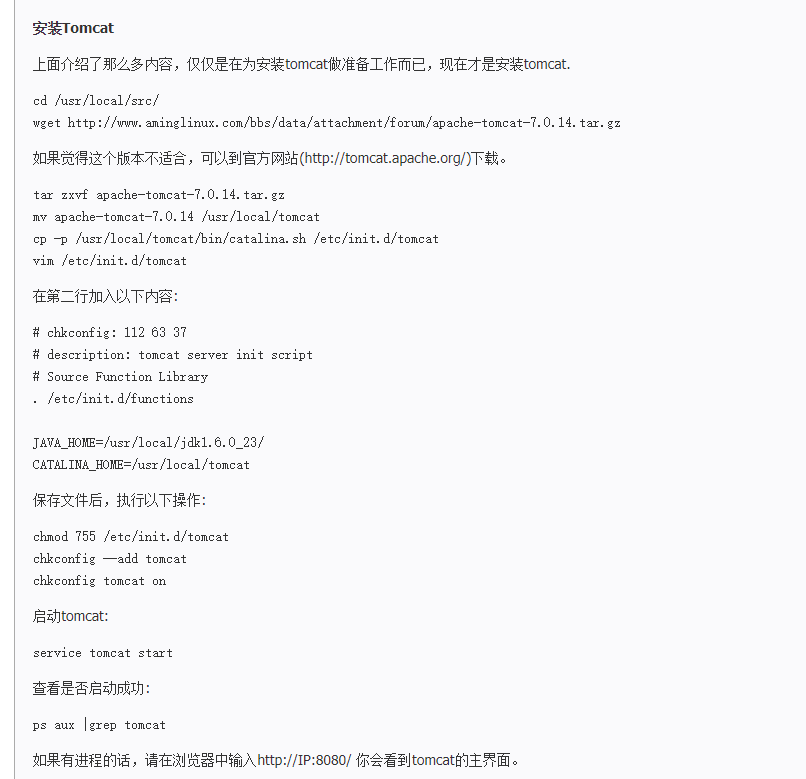 安装Tomcat
上面介绍了那么多内容，仅仅是在为安装tomcat做准备工作而已，现在才是安装tomcat.
cd /usr/local/src/
wget http://www.aminglinux.com/bbs/data/attachment/forum/apache-tomcat-7.0.14.tar.gz
如果觉得这个版本不适合，可以到官方网站(http://tomcat.apache.org/)下载。
tar zxvf apache-tomcat-7.0.14.tar.gz
mv apache-tomcat-7.0.14 /usr/local/tomcat
cp –p /usr/local/tomcat/bin/catalina.sh /etc/init.d/tomcat
vim /etc/init.d/tomcat
在第二行加入以下内容:
# chkconfig: 112 63 37
# description: tomcat server init script
# Source Function Library
. /etc/init.d/functions
JAVA_HOME=/usr/local/jdk1.6.0_23/
CATALINA_HOME=/usr/local/tomcat
保存文件后，执行以下操作:
chmod 755 /etc/init.d/tomcat
chkconfig —add tomcat
chkconfig tomcat on
启动tomcat:
service tomcat start
查看是否启动成功:
ps aux |grep tomcat
如果有进程的话，请在浏览器中输入http://IP:8080/ 你会看到tomcat的主界面。